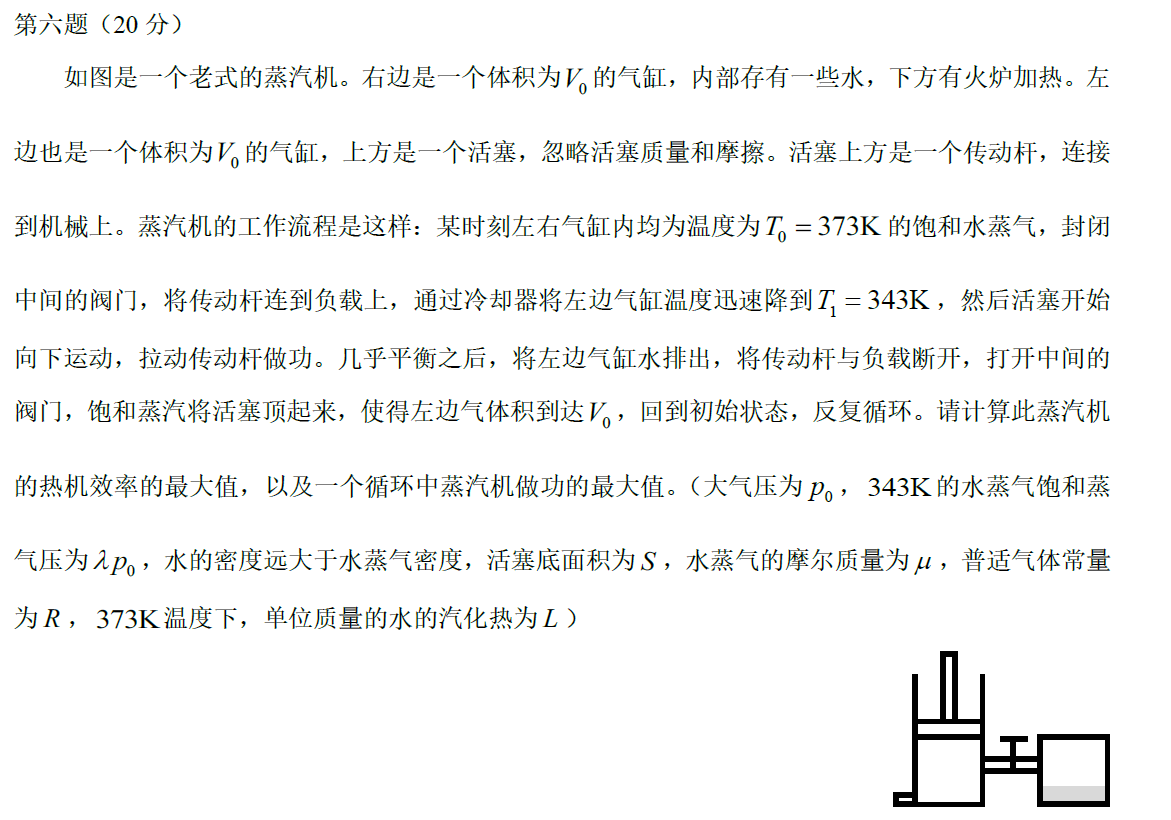 第六题（20 分）
如图是一个老式的蒸汽机。右边是一个体积为V₀的气缸，内部存有一些水，下方有火炉加热。左
边也是一个体积为V₀的气缸，上方是一个活塞，忽略活塞质量和摩擦。活塞上方是一个传动杆，连接
到机械上。蒸汽机的工作流程是这样：某时刻左右气缸内均为温度为T₀ = 373K 的饱和水蒸气，封闭
中间的阀门，将传动杆连到负载上，通过冷却器将左边气缸温度迅速降到T₁ = 343K，然后活塞开始
向下运动，拉动传动杆做功。几乎平衡之后，将左边气缸水排出，将传动杆与负载断开，打开中间的
阀门，饱和蒸汽将活塞顶起来，使得左边气体积到达V₀，回到初始状态，反复循环。请计算此蒸汽机
的热机效率的最大值，以及一个循环中蒸汽机做功的最大值。（大气压为 p₀，343K的水蒸气饱和蒸
气压为λp₀，水的密度远大于水蒸气密度，活塞底面积为S，水蒸气的摩尔质量为μ，普适气体常量
为R，373K温度下，单位质量的水的汽化热为L）